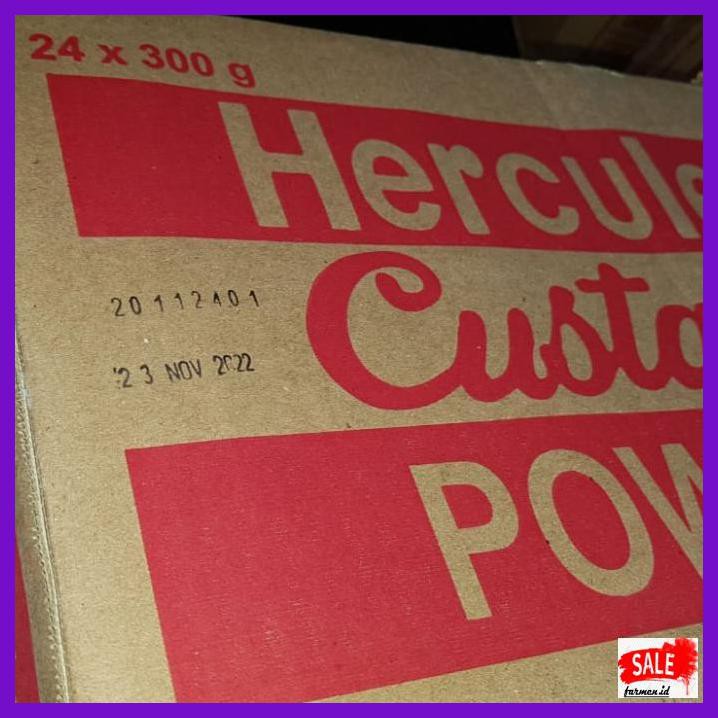 24 x 300 g
Hercul
20112401
23 NOV 2022
Custa
POW
SALE
farmen.id